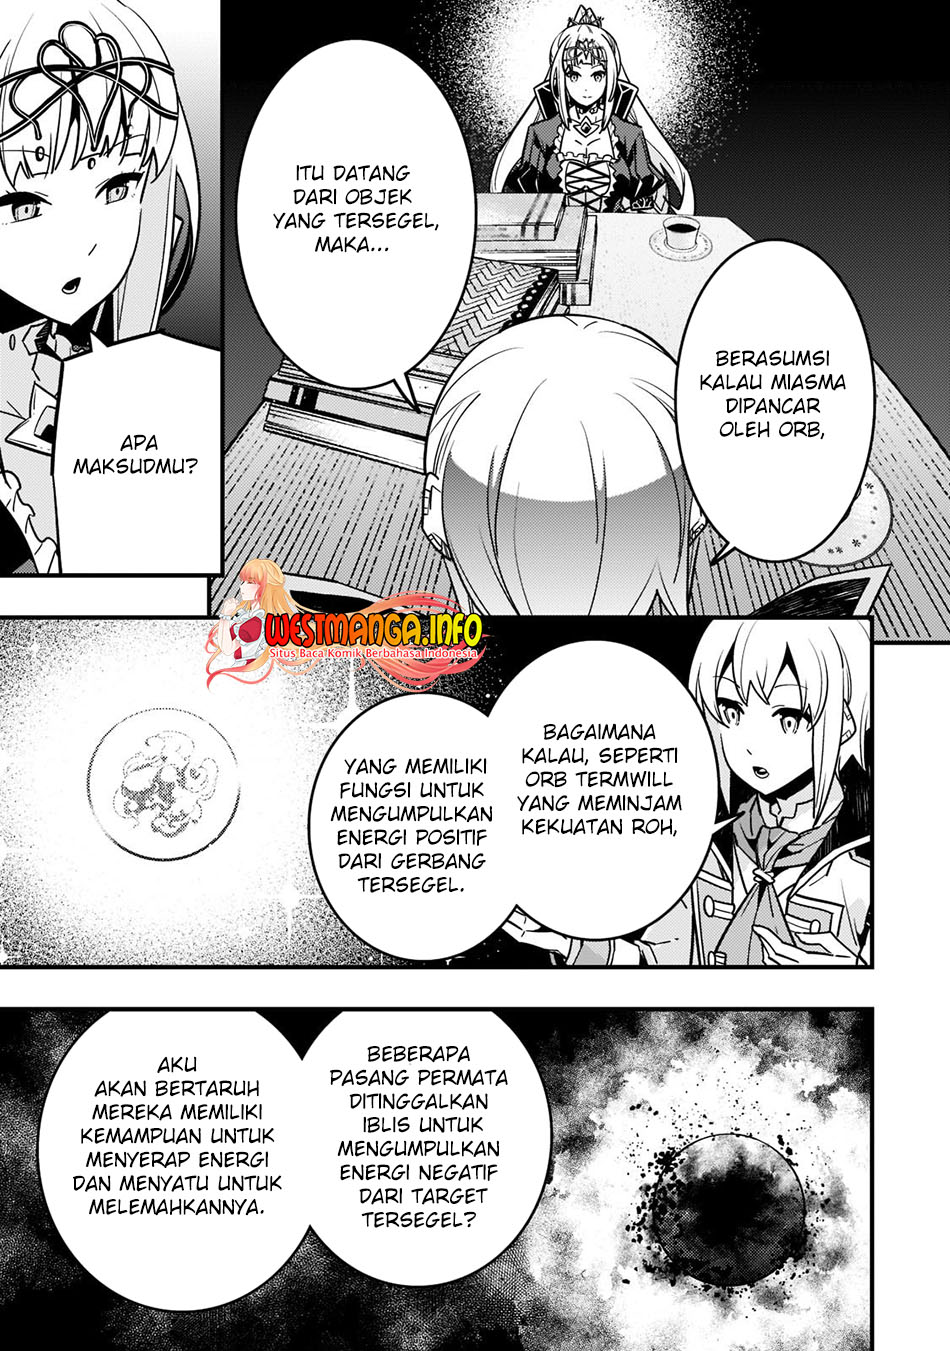 BERASUMSI
KALAU MIASMA
DIPANCAR
OLEH ORB,
ITU DATANG
DARI OBJEK
YANG TERSEGEL,
MAKA...
APA
MAKSUDMU?
WESTMANGA.INFO
Situs Baca Komik Berbahasa Indonesia
BAGAIMANA
KALAU, SEPERTI
ORB TERMWILL
YANG MEMINJAM
KEKUATAN ROH,
YANG MEMILIKI
FUNGSI UNTUK
MENGUMPULKAN
ENERGI POSITIF
DARI GERBANG
TERSEGEL.
BEBERAPA
PASANG PERMATA
DITINGGALKAN
IBLIS UNTUK
MENGUMPULKAN
ENERGI NEGATIF
DARI TARGET
TERSEGEL?
AKU
AKAN BERTARUH
MEREKA MEMILIKI
KEMAMPUAN UNTUK
MENYERAP ENERGI
DAN MENYATU UNTUK
MELEMAHKANNYA.